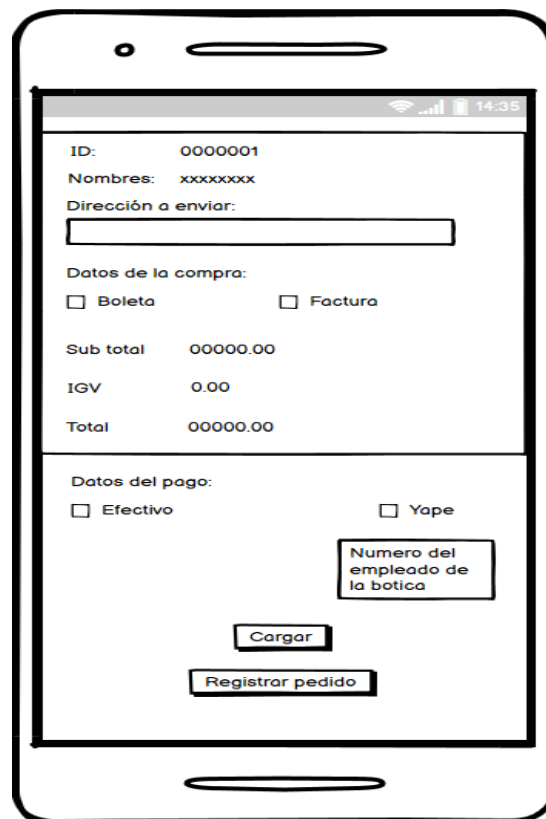 14:35
ID: 0000001
Nombres: xxxxxxxx
Dirección a enviar:
Datos de la compra:
Boleta Factura
Sub total 00000.00
IGV 0.00
Total 00000.00
Datos del pago:
Efectivo Yape
Numero del
empleado de
la botica
Cargar
Registrar pedido